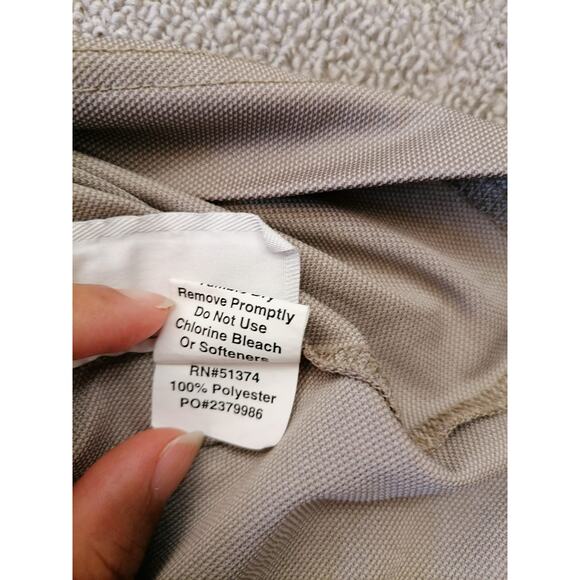 Remove Promptly
Do Not Use
Chlorine Bleach
Or Softeners
RN#51374
100% Polyester
PO#2379986